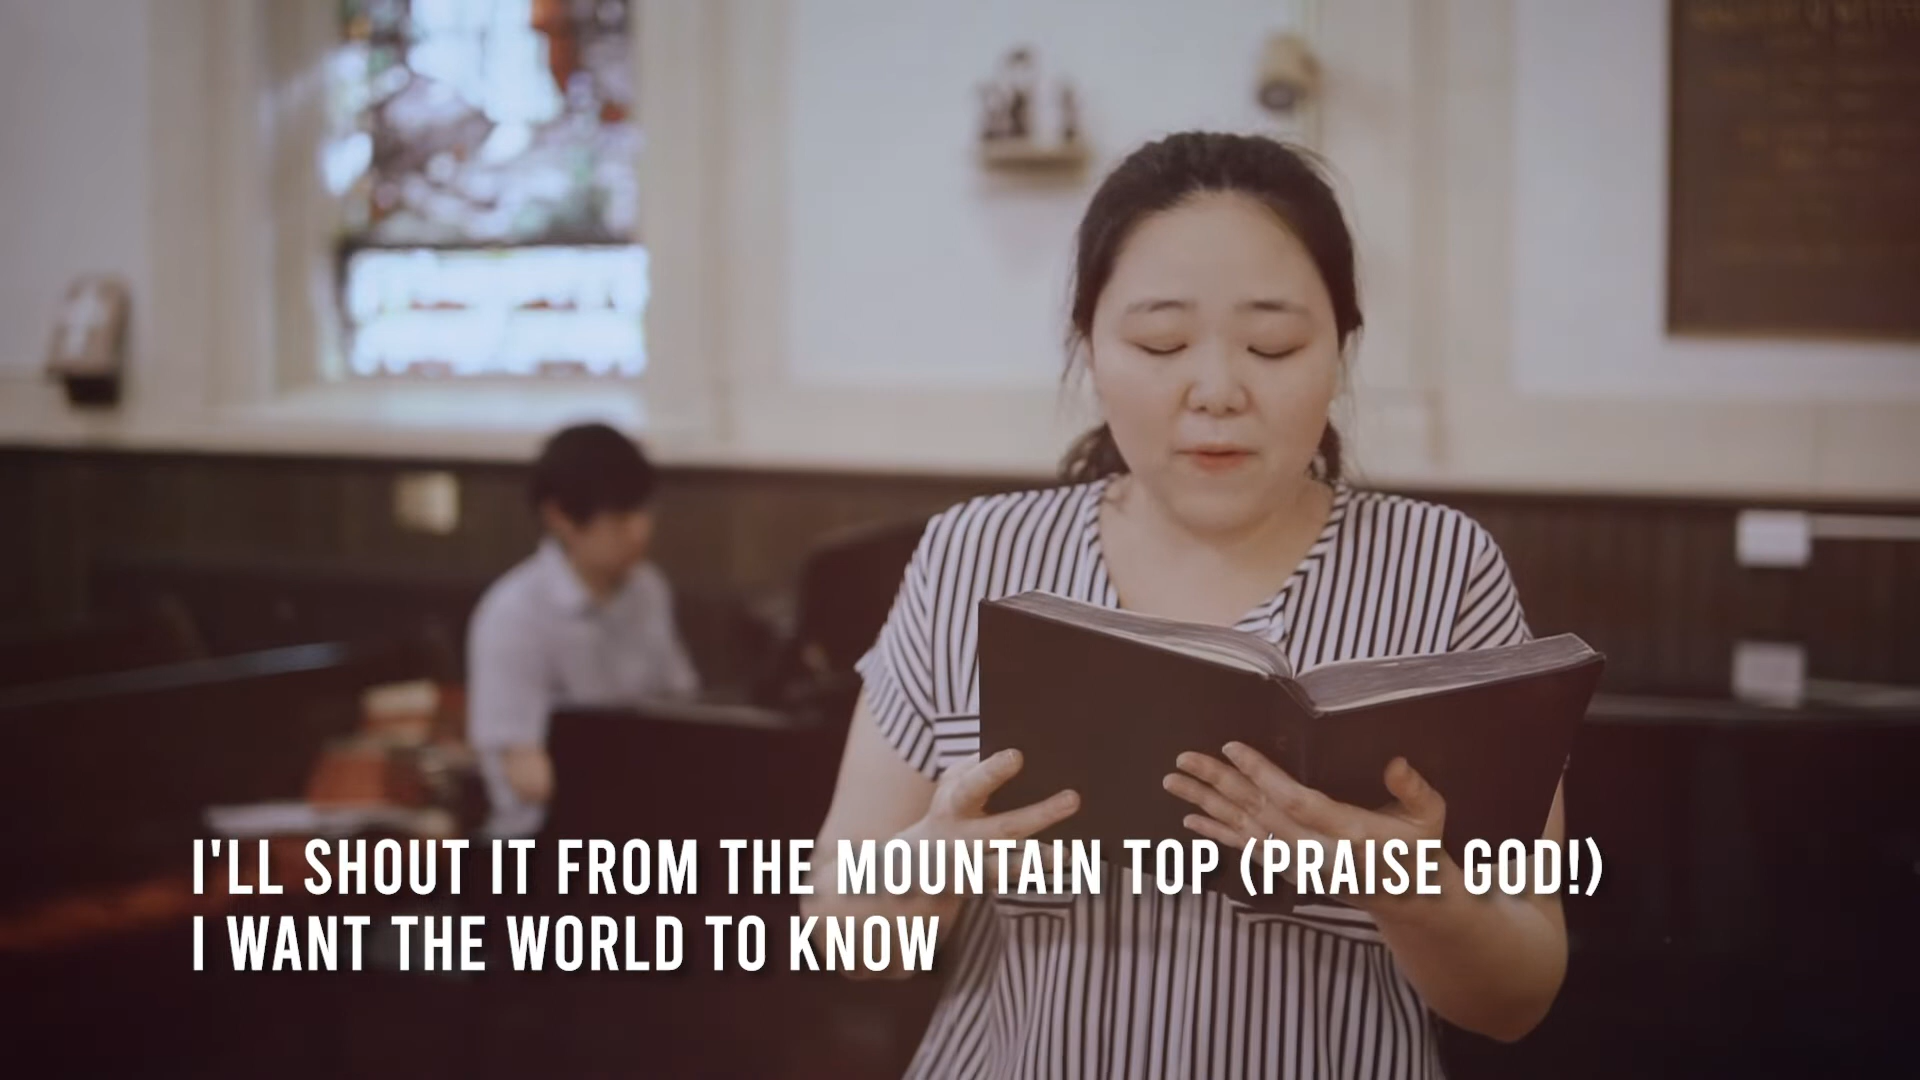 I'LL SHOUT IT FROM THE MOUNTAIN TOP (PRAISE GOD!)
I WANT THE WORLD TO KNOW